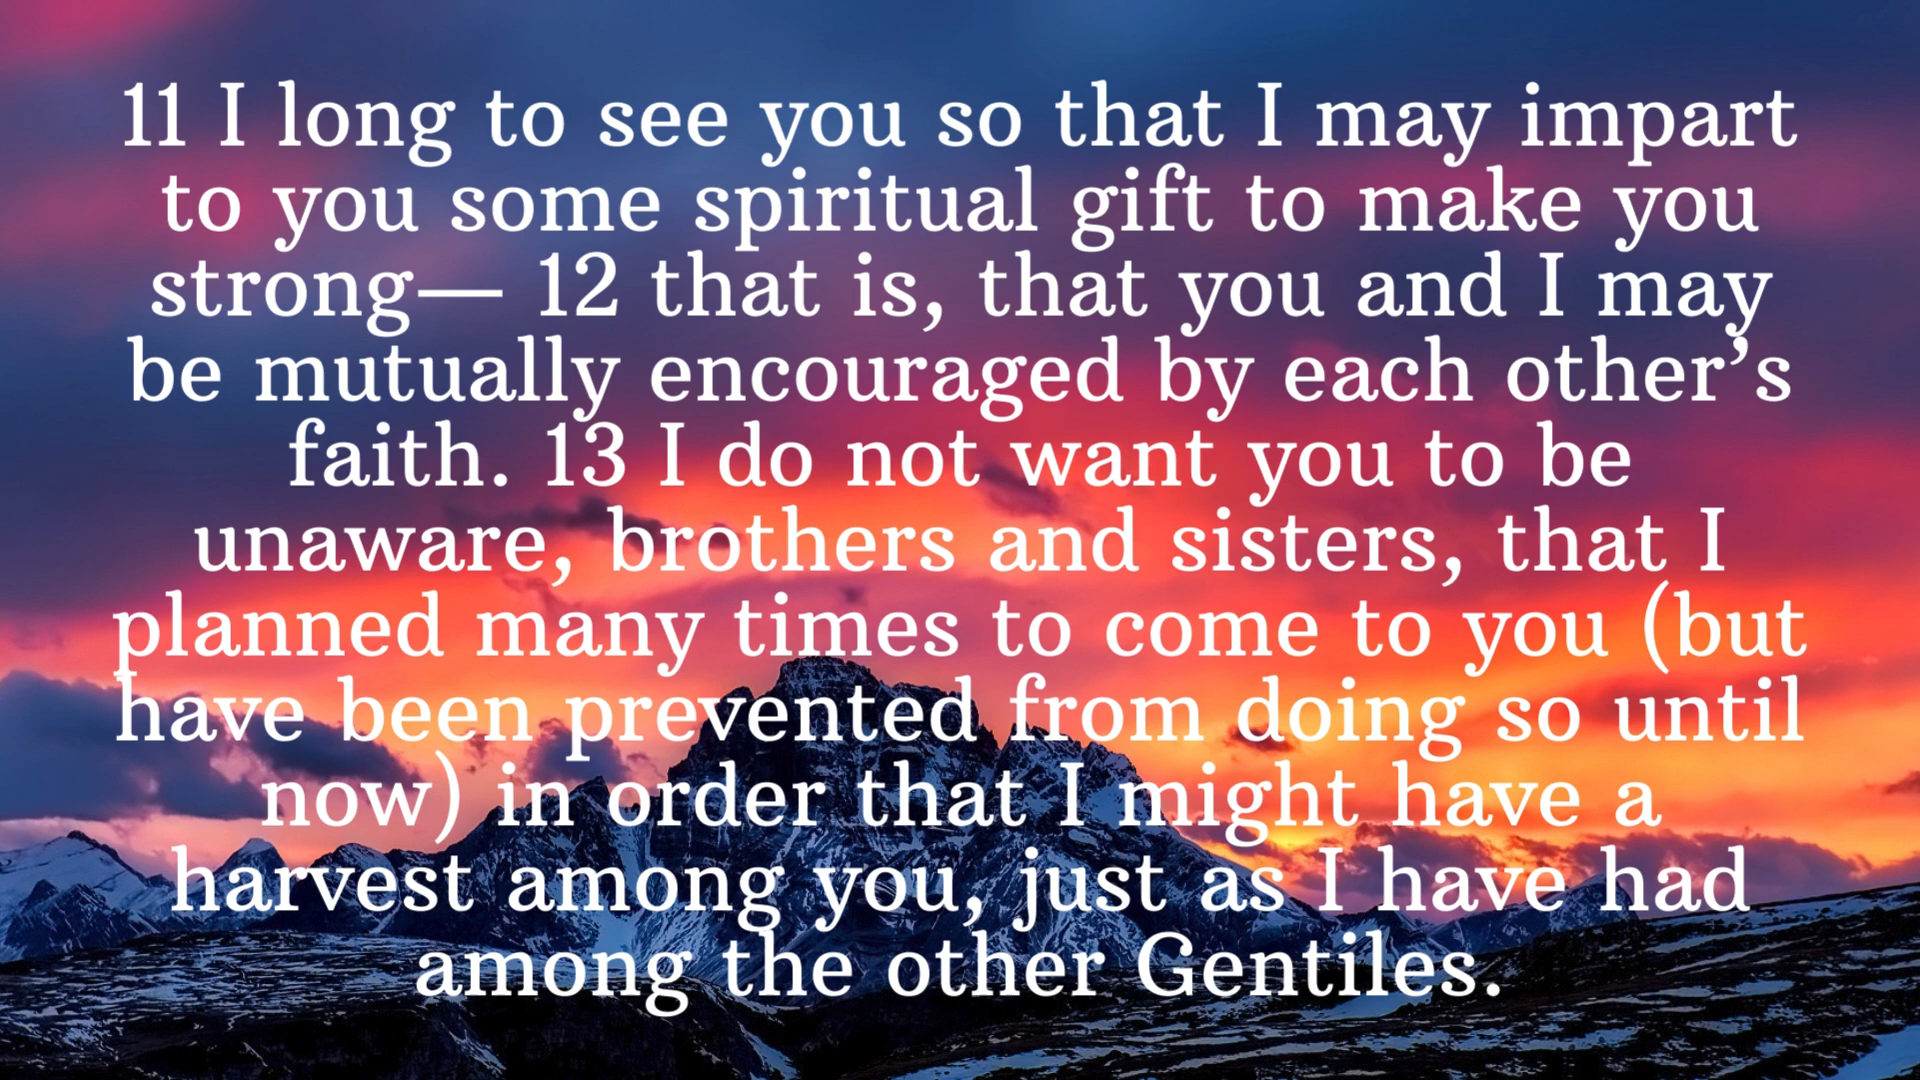 11 I long to see you so that I may impart
to you some spiritual gift to make you
strong— 12 that is, that you and I may
be mutually encouraged by each other’s
faith. 13 I do not want you to be
unaware, brothers and sisters, that I
planned many times to come to you (but
have been prevented from doing so until
now) in order that I might have a
harvest among you, just as I have had
among the other Gentiles.